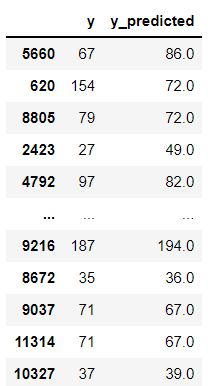 y y_predicted
5660 67 86.0
620 154 72.0
8805 79 72.0
2423 27 49.0
4792 97 82.0
... ... ...
9216 187 194.0
8672 35 36.0
9037 71 67.0
11314 71 67.0
10327 37 39.0